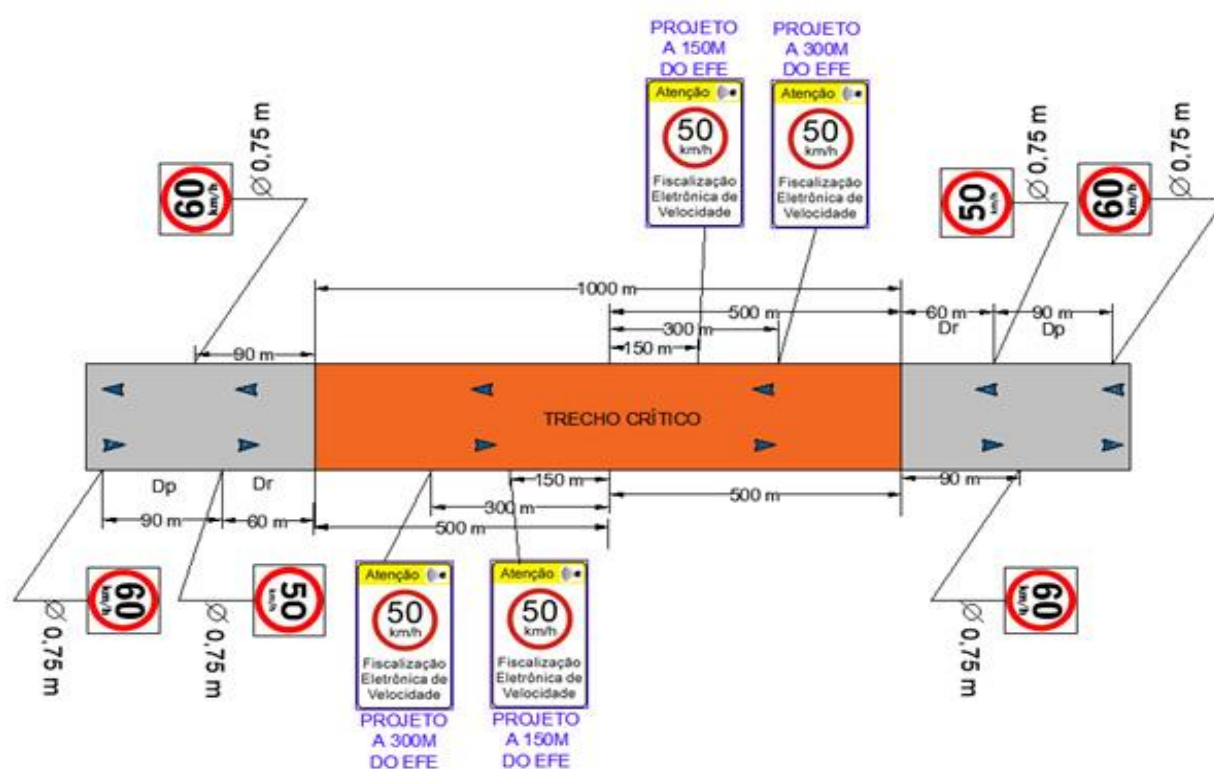 PROJETO
A 150M
DO EFE
PROJETO
A 300M
DO EFE
Atenção
50
km/h
Fiscalização
Eletrônica de
Velocidade
Atenção
50
km/h
Fiscalização
Eletrônica de
Velocidade
60
km/h
Ø 0,75 m
50
km/h
Ø 0,75 m
60
km/h
Ø 0,75 m
1000 m
500 m
60 m
90 m
300 m
Dr
Dp
150 m
90 m
TRECHO CRÍTICO
150 m
90 m
Dp
Dr
300 m
500 m
90 m
60 m
500 m
60
km/h
Ø 0,75 m
50
km/h
Ø 0,75 m
Atenção
50
km/h
Fiscalização
Eletrônica de
Velocidade
PROJETO
A 300M
DO EFE
Atenção
50
km/h
Fiscalização
Eletrônica de
Velocidade
PROJETO
A 150M
DO EFE
60
km/h
Ø 0,75 m